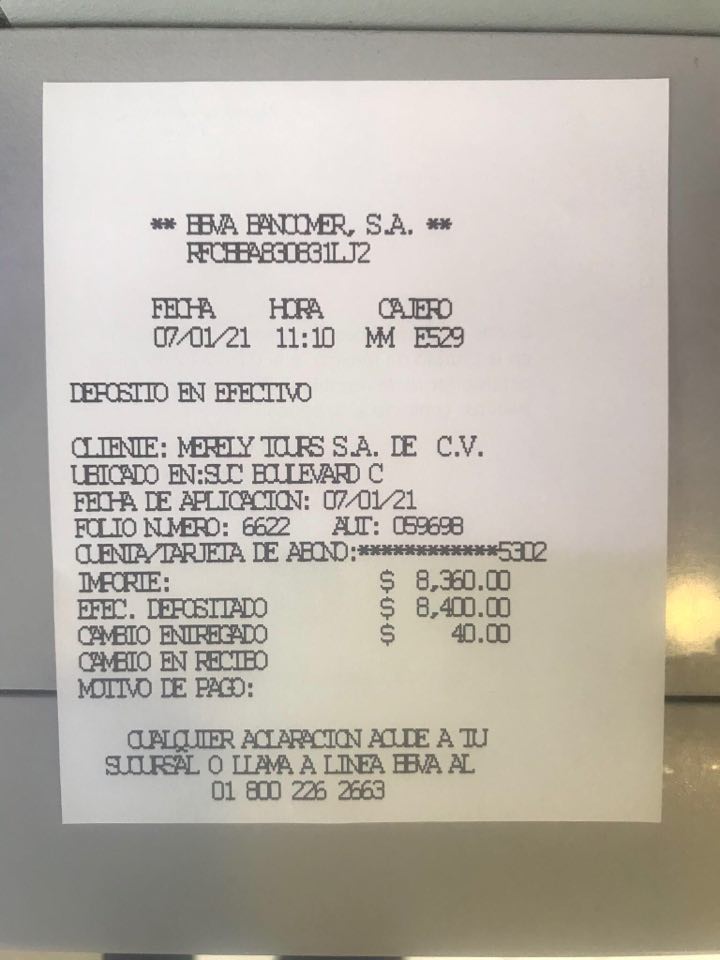 ** BBVA BANCOMER, S.A. **
RFCBBA830831LJ2
FECHA HORA CAJERO
07/01/21 11:10 MM E529
DEPOSITO EN EFECTIVO
CLIENTE: MERELY TOURS S.A. DE C.V.
UBICADO EN:SUC BOULEVARD C
FECHA DE APLICACION: 07/01/21
FOLIO NUMERO: 6622 AUT: 059698
CUENTA/TARJETA DE ABONO:************5302
IMPORTE: $ 8,360.00
EFEC. DEPOSITADO $ 8,400.00
CAMBIO ENTREGADO $ 40.00
CAMBIO EN RECIBO
MOTIVO DE PAGO:
CUALQUIER ACLARACION ACUDE A TU
SUCURSAL O LLAMA A LINEA BBVA AL
01 800 226 2663